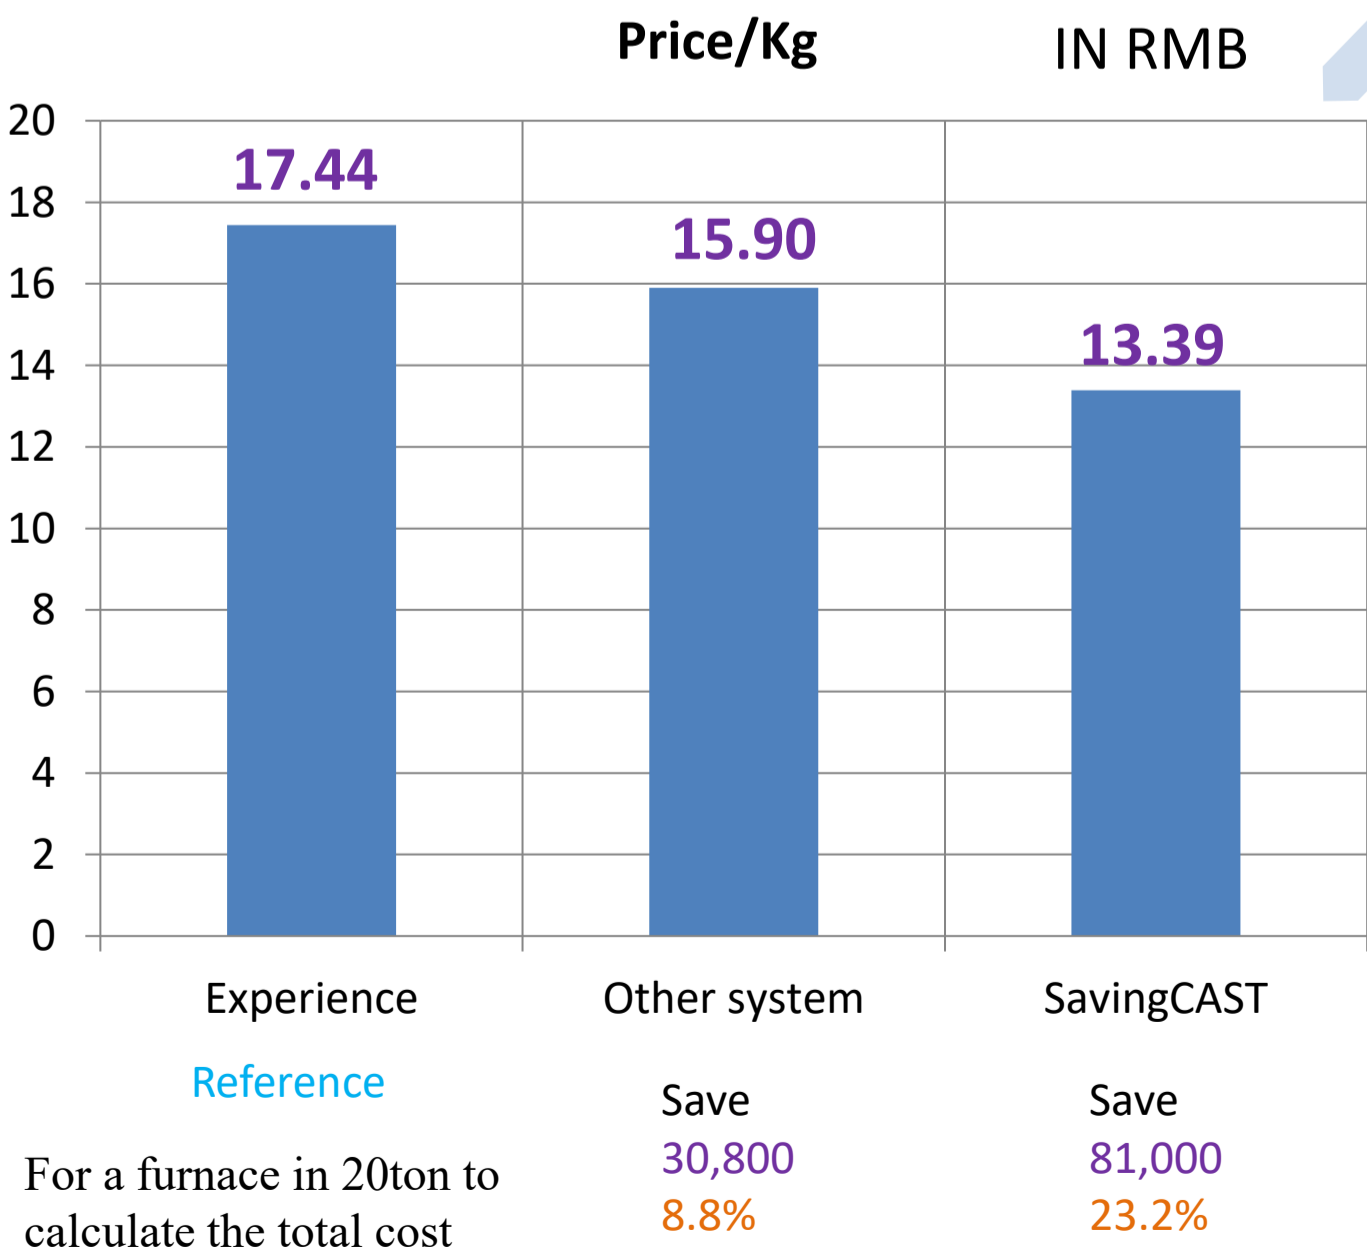 Price/Kg IN RMB
20
18
16
14
12
10
8
6
4
2
0
17.44
15.90
13.39
Experience Other system SavingCAST
Reference
For a furnace in 20ton to
calculate the total cost
Save
30,800
8.8%
Save
81,000
23.2%